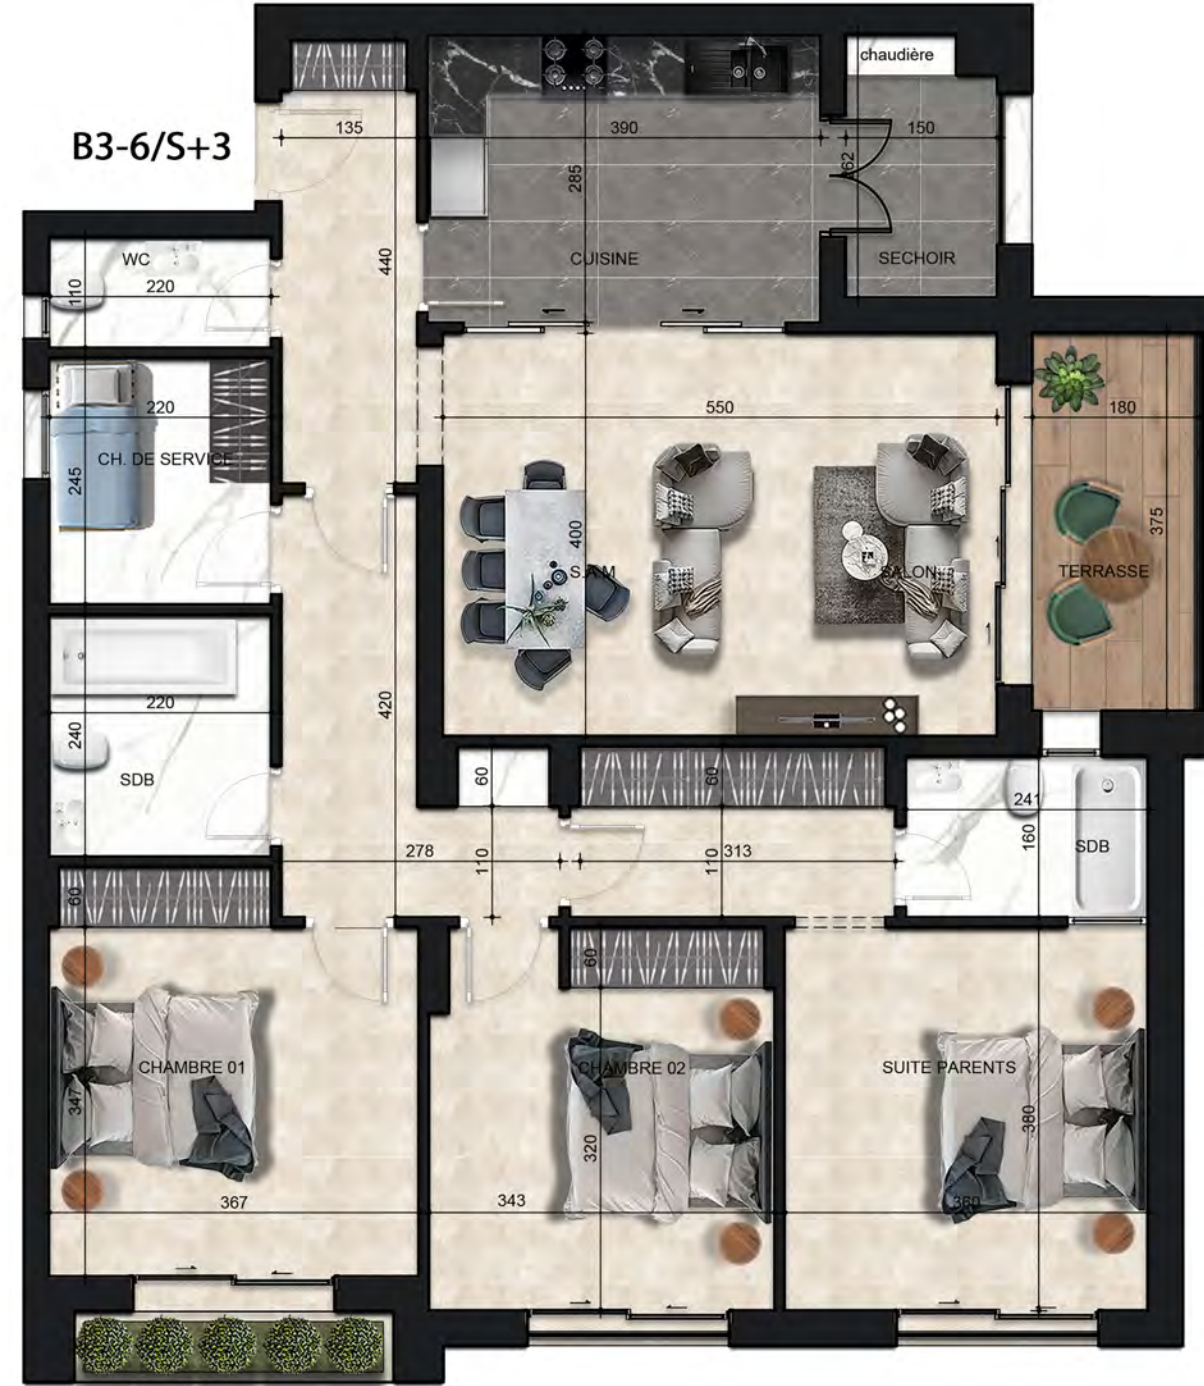 chaudière
135
390
150
B3-6/S+3
285
262
440
WC
CUISINE
SECHOIR
110
220
220
550
180
CH. DE SERVICE
245
375
400
S.A.M
SALON
TERRASSE
220
420
240
SDB
60
60
241
160
SDB
278
110
110
313
60
60
CHAMBRE 01
CHAMBRE 02
SUITE PARENTS
347
320
380
367
343
360